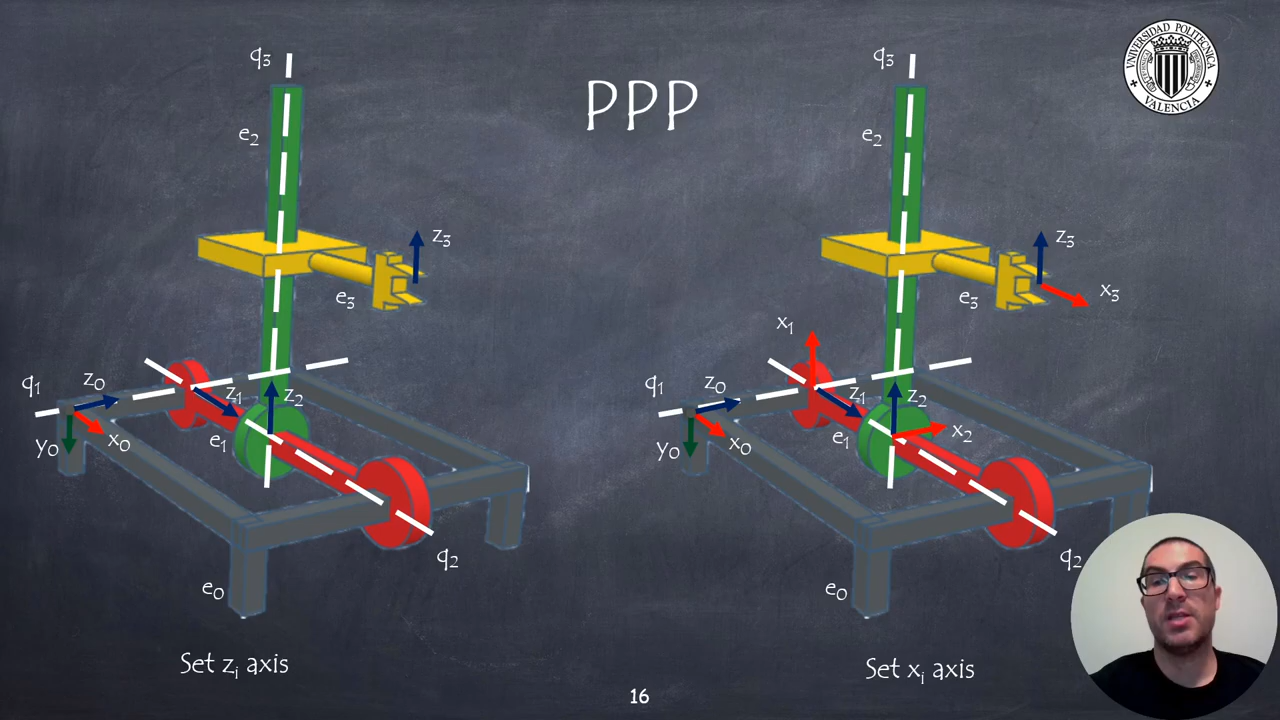 PPP
UNIVERSIDAD POLITECNICA
VALENCIA
q3
e2
z3
e3
q1
z0
z1
z2
y0
x0
e1
q2
e0
Set zi axis
q3
e2
z3
x3
e3
x1
q1
z0
z1
z2
x2
y0
x0
e1
q2
e0
Set xi axis
16